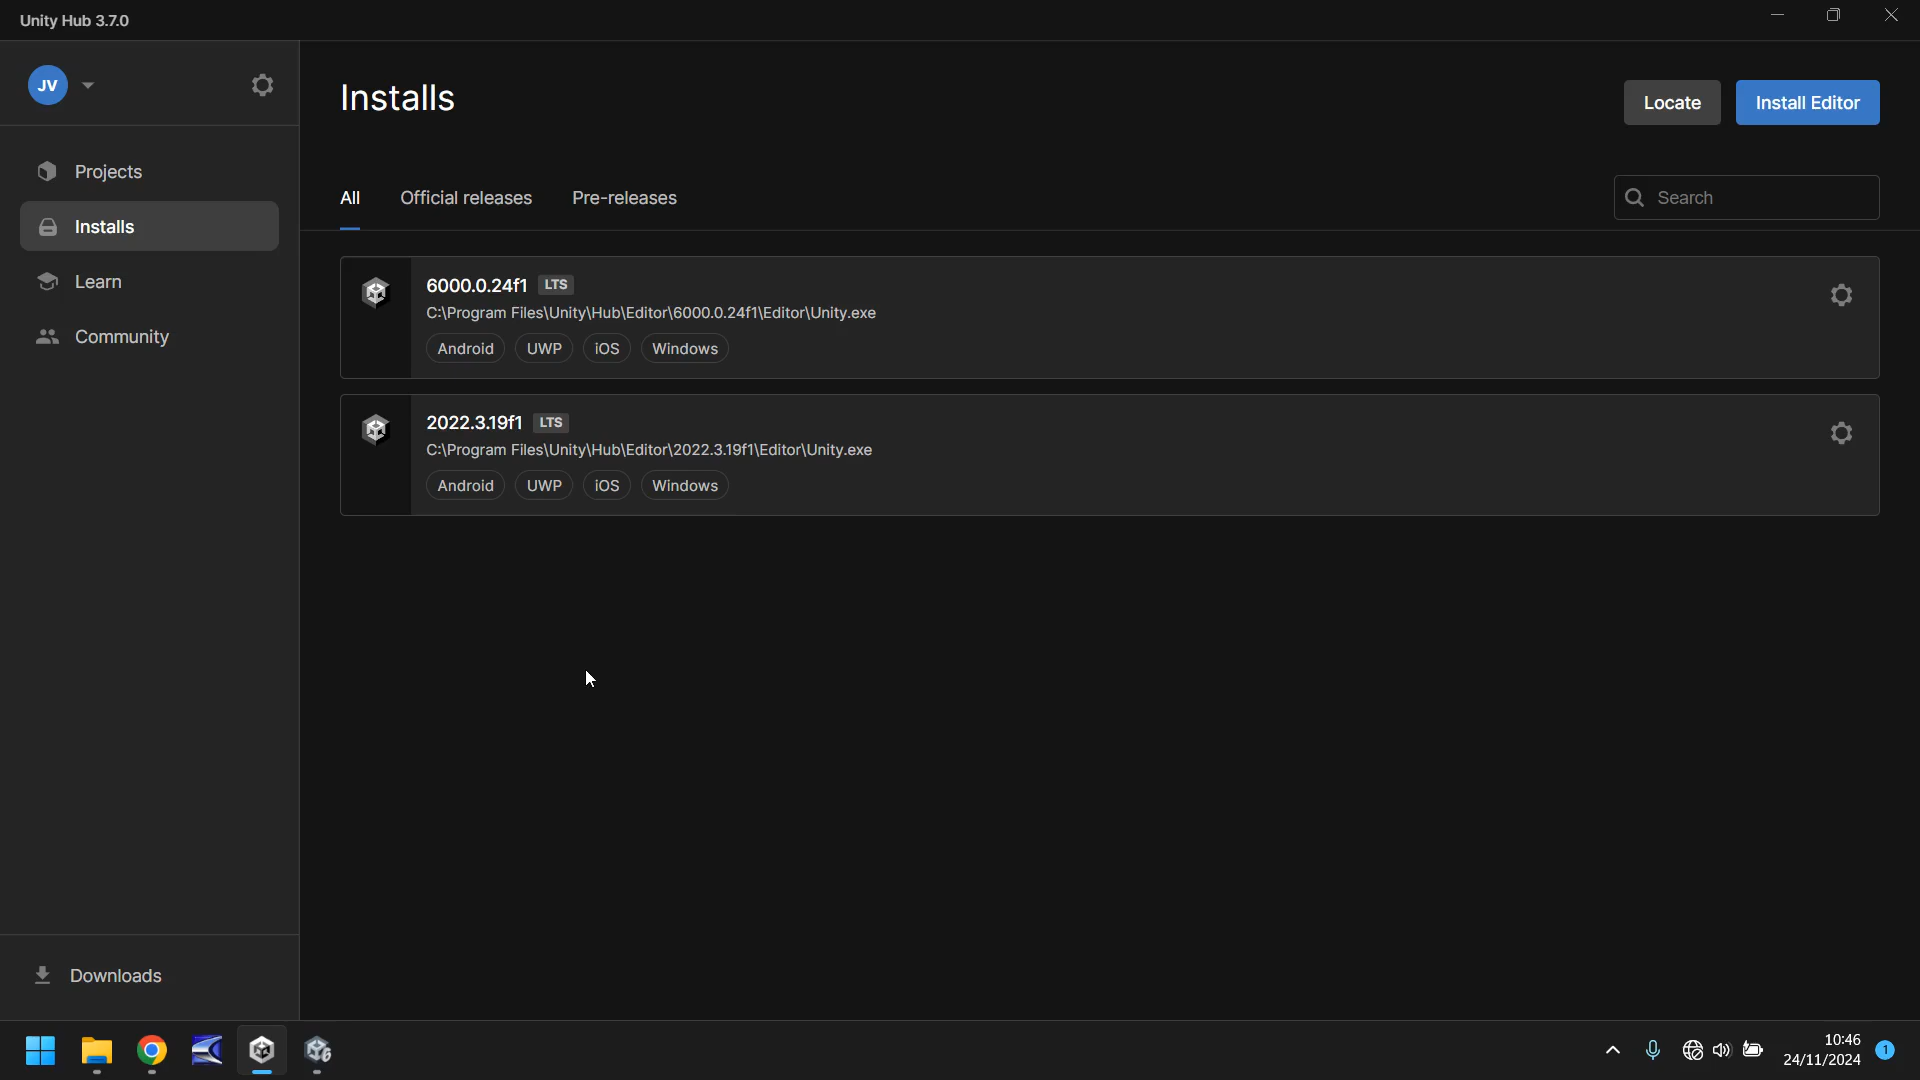 Unity Hub 3.7.0
JV
Projects
Installs
Learn
Community
Downloads
Installs
Locate
Install Editor
All
Official releases
Pre-releases
Search
6000.0.24f1 LTS
C:\Program Files\Unity\Hub\Editor\6000.0.24f1\Editor\Unity.exe
Android UWP iOS Windows
2022.3.19f1 LTS
C:\Program Files\Unity\Hub\Editor\2022.3.19f1\Editor\Unity.exe
Android UWP iOS Windows
6
10:46
24/11/2024
1